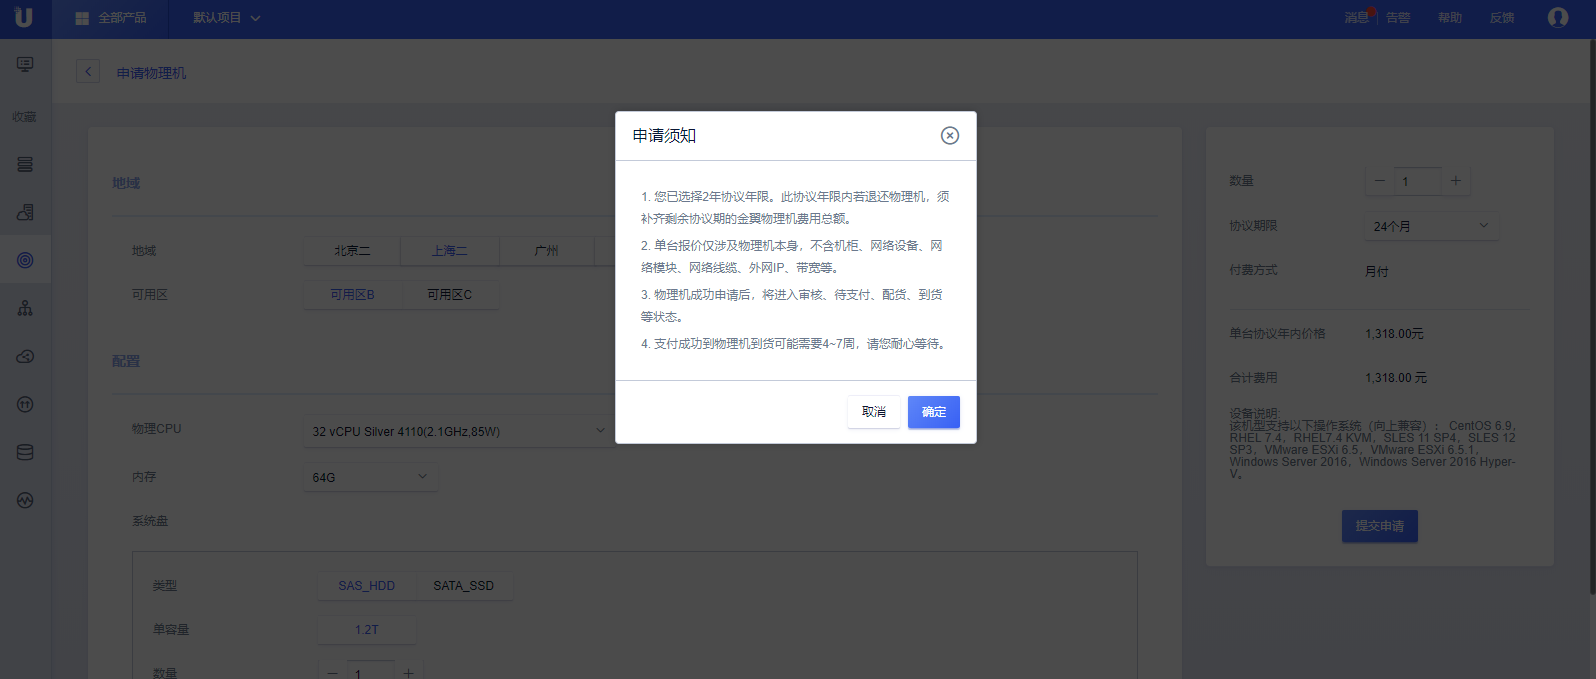 全部产品
默认项目
消息
告警
帮助
反馈
收藏
申请物理机
地域
地域
北京二
上海二
广州
可用区
可用区B
可用区C
配置
物理CPU
32 vCPU Silver 4110(2.1GHz,85W)
内存
64G
系统盘
类型
SAS_HDD
SATA_SSD
单容量
1.2T
数量
1
申请须知
1. 您已选择2年协议年限。此协议年限内若退还物理机，须
补齐剩余协议期的金翼物理机费用总额。
2. 单台报价仅涉及物理机本身，不含机柜、网络设备、网
络模块、网络线缆、外网IP、带宽等。
3. 物理机成功申请后，将进入审核、待支付、配货、到货
等状态。
4. 支付成功到物理机到货可能需要4~7周，请您耐心等待。
取消
确定
数量
1
协议期限
24个月
付费方式
月付
单台协议年内价格
1,318.00元
合计费用
1,318.00 元
设备说明:
该机型支持以下操作系统（向上兼容）： CentOS 6.9，
RHEL 7.4，RHEL7.4 KVM，SLES 11 SP4，SLES 12
SP3，VMware ESXi 6.5，VMware ESXi 6.5.1，
Windows Server 2016，Windows Server 2016 Hyper-
V。
提交申请